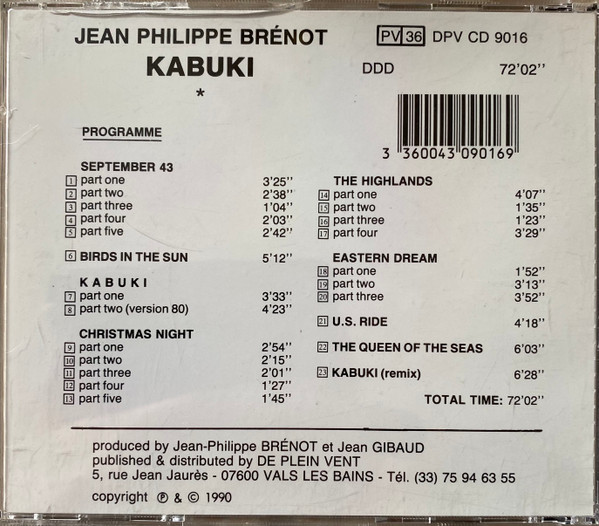 JEAN PHILIPPE BRÉNOT
PV 36 DPV CD 9016
KABUKI
DDD 72'02''
*
3 360043 090169
PROGRAMME
SEPTEMBER 43
1 part one 3'25''
2 part two 2'38''
3 part three 1'04''
4 part four 2'03''
5 part five 2'42''
6 BIRDS IN THE SUN 5'12''
KABUKI
7 part one 3'33''
8 part two (version 80) 4'23''
CHRISTMAS NIGHT
9 part one 2'54''
10 part two 2'15''
11 part three 2'01''
12 part four 1'27''
13 part five 1'45''
THE HIGHLANDS
14 part one 4'07''
15 part two 1'35''
16 part three 1'23''
17 part four 3'29''
EASTERN DREAM
18 part one 1'52''
19 part two 3'13''
20 part three 3'52''
21 U.S. RIDE 4'18''
22 THE QUEEN OF THE SEAS 6'03''
23 KABUKI (remix) 6'28''
TOTAL TIME: 72'02''
produced by Jean-Philippe BRÉNOT et Jean GIBAUD
published & distributed by DE PLEIN VENT
5, rue Jean Jaurès - 07600 VALS LES BAINS - Tél. (33) 75 94 63 55
copyright ℗ & © 1990